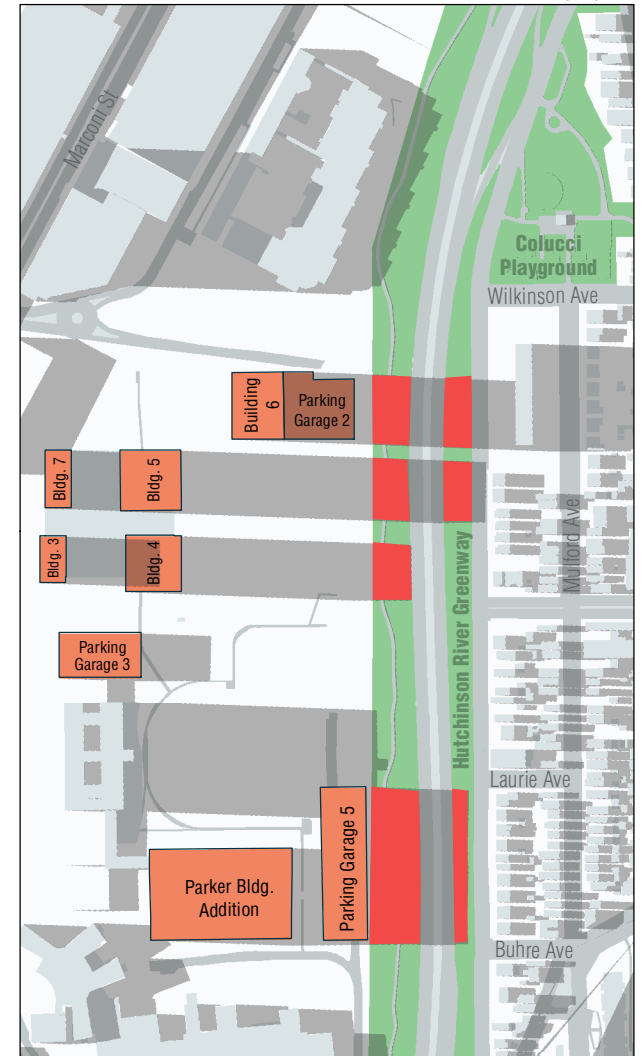 Marconi St
Colucci
Playground
Wilkinson Ave
Building
6
Parking
Garage 2
Bldg. 7
Bldg. 5
Mulford Ave
Bldg. 3
Bldg. 4
Hutchinson River Greenway
Parking
Garage 3
Laurie Ave
Parking Garage 5
Parker Bldg.
Addition
Buhre Ave